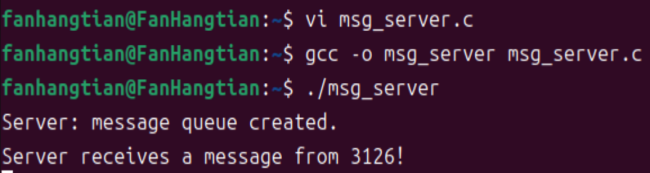 fanhangtian@FanHangtian:~$ vi msg_server.c
fanhangtian@FanHangtian:~$ gcc -o msg_server msg_server.c
fanhangtian@FanHangtian:~$ ./msg_server
Server: message queue created.
Server receives a message from 3126!